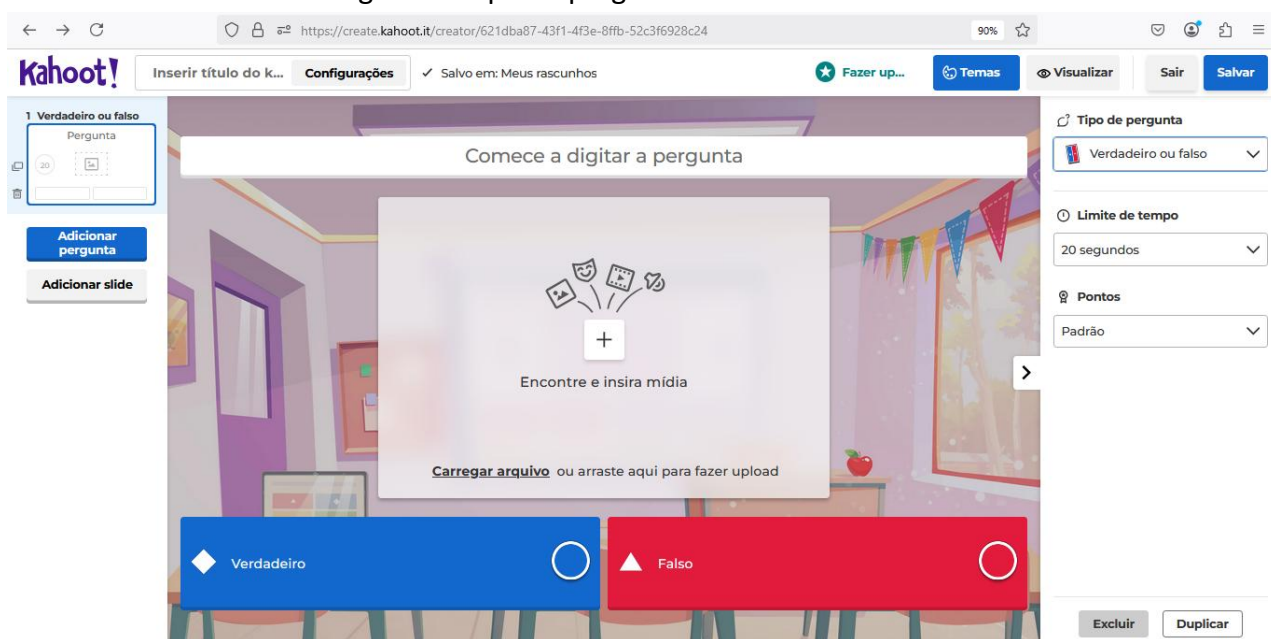 https://create.kahoot.it/creator/621dba87-43f1-4f3e-8ffb-52c3f6928c24
90%
Kahoot!
Inserir título do k...
Configurações
Salvo em: Meus rascunhos
Fazer up...
Temas
Visualizar
Sair
Salvar
1 Verdadeiro ou falso
Pergunta
20
Adicionar
pergunta
Adicionar slide
Comece a digitar a pergunta
Encontre e insira mídia
Carregar arquivo ou arraste aqui para fazer upload
Verdadeiro
Falso
Tipo de pergunta
Verdadeiro ou falso
Limite de tempo
20 segundos
Pontos
Padrão
Excluir
Duplicar